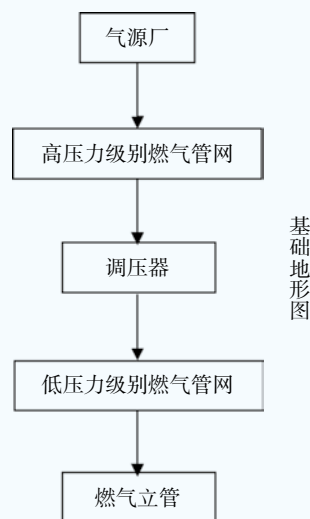 气源厂
高压力级别燃气管网
调压器
低压力级别燃气管网
燃气立管
基础地形图